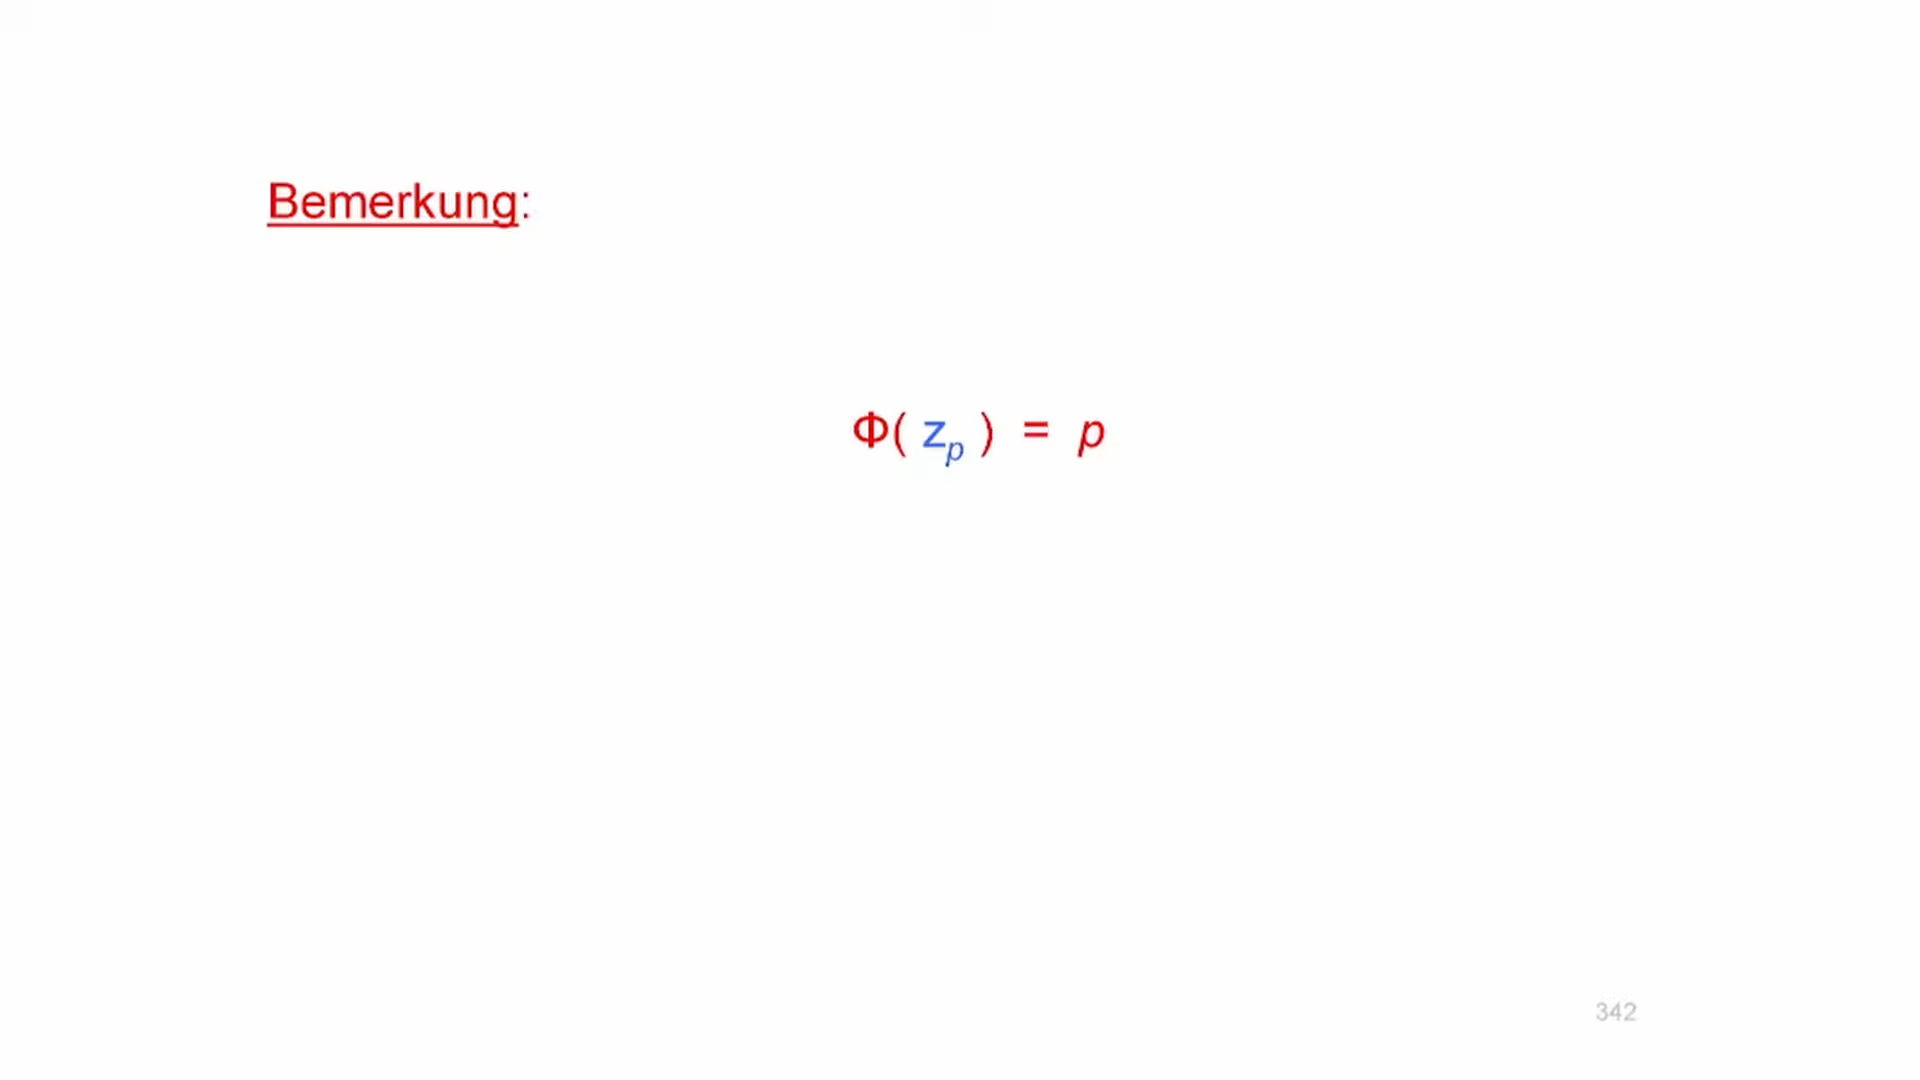 Bemerkung:
Φ( z_p ) = p
342